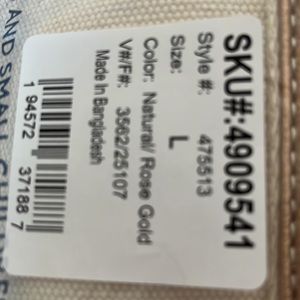 SKU#:4909541
Style #: 475513
Size: L
Color: Natural/ Rose Gold
V#/F#: 3562/25107
Made in Bangladesh
1 94572 37188 7
AND SMALL